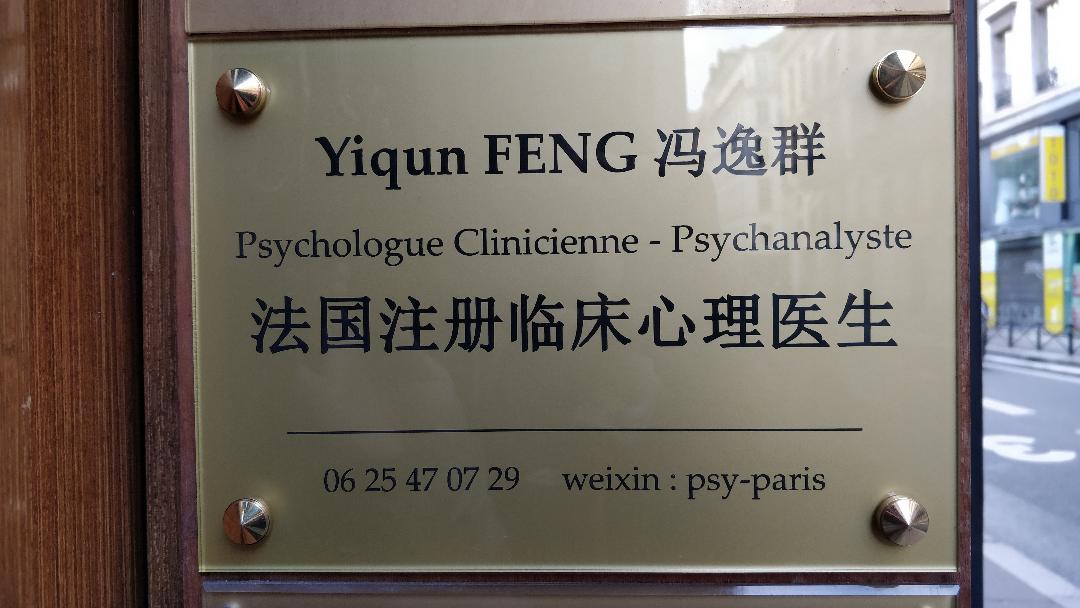 Yiqun FENG 冯逸群
Psychologue Clinicienne - Psychanalyste
法国注册临床心理医生
06 25 47 07 29 weixin : psy-paris